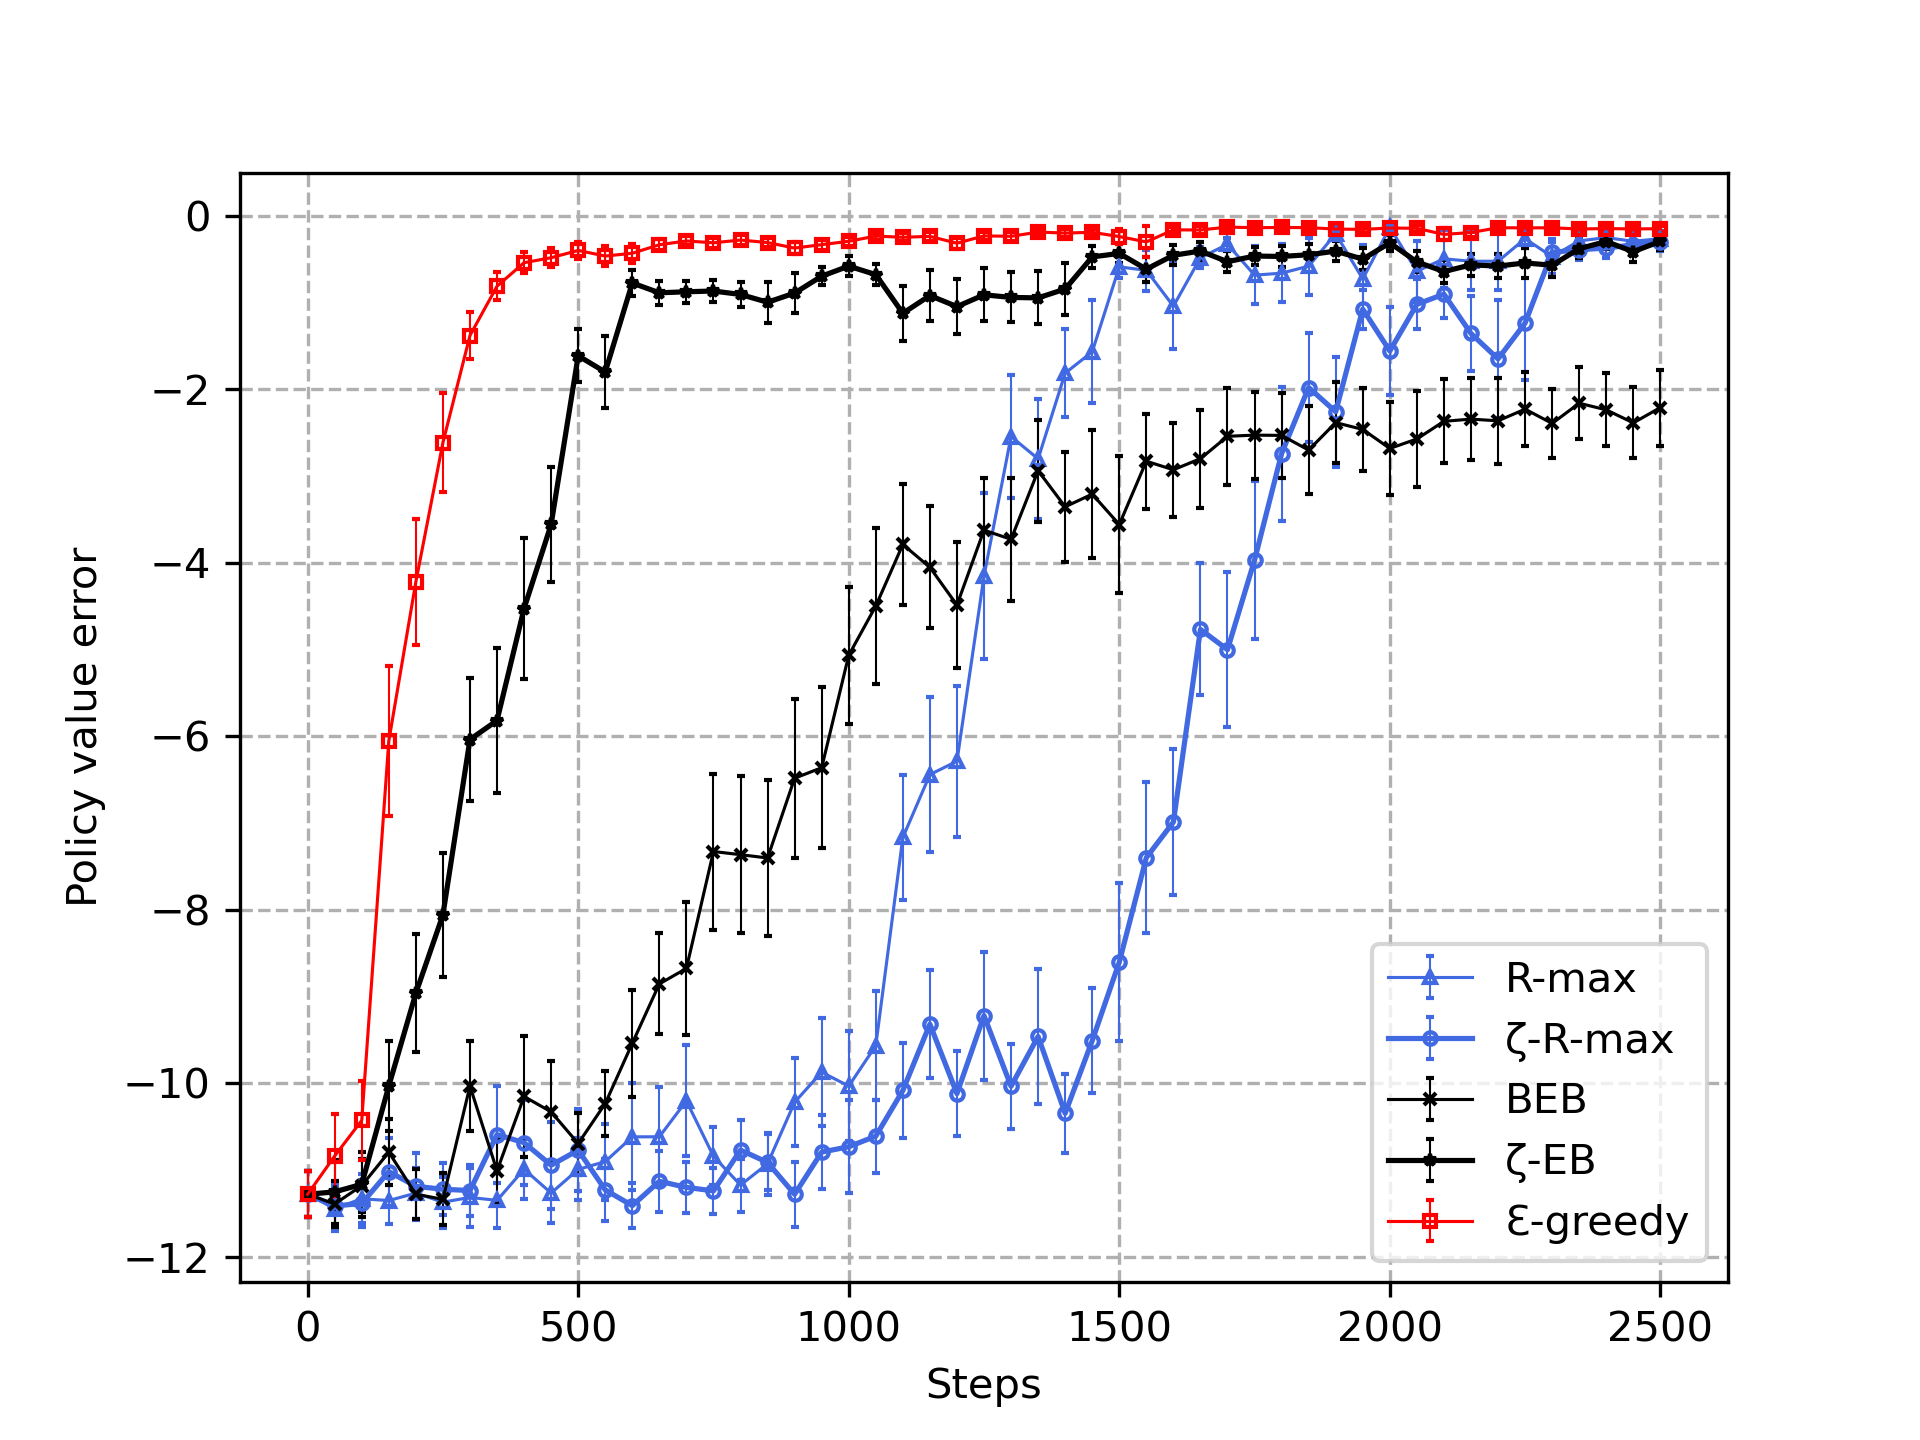 0
−2
−4
−6
−8
−10
−12
Policy value error
0
500
1000
1500
2000
2500
Steps
R-max
ζ-R-max
BEB
ζ-EB
Ɛ-greedy